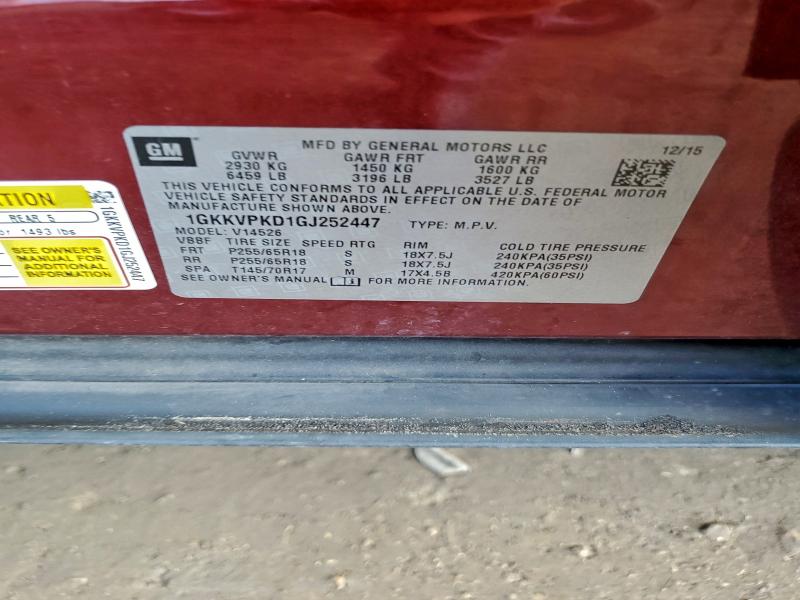 GM
MFD BY GENERAL MOTORS LLC
12/15
GVWR GAWR FRT GAWR RR
2930 KG 1450 KG 1600 KG
6459 LB 3196 LB 3527 LB
THIS VEHICLE CONFORMS TO ALL APPLICABLE U.S. FEDERAL MOTOR
VEHICLE SAFETY STANDARDS IN EFFECT ON THE DATE OF
MANUFACTURE SHOWN ABOVE.
1GKKVPKD1GJ252447 TYPE: M.P.V.
MODEL: V14526
VBBF TIRE SIZE SPEED RTG RIM COLD TIRE PRESSURE
FRT P255/65R18 S 18X7.5J 240KPA(35PSI)
RR P255/65R18 S 18X7.5J 240KPA(35PSI)
SPA T145/70R17 M 17X4.5B 420KPA(60PSI)
SEE OWNER'S MANUAL FOR MORE INFORMATION.
ATION
REAR 5
or 1493 lbs
SEE OWNER'S
MANUAL FOR
ADDITIONAL
INFORMATION
1GKKVPKD1GJ252447